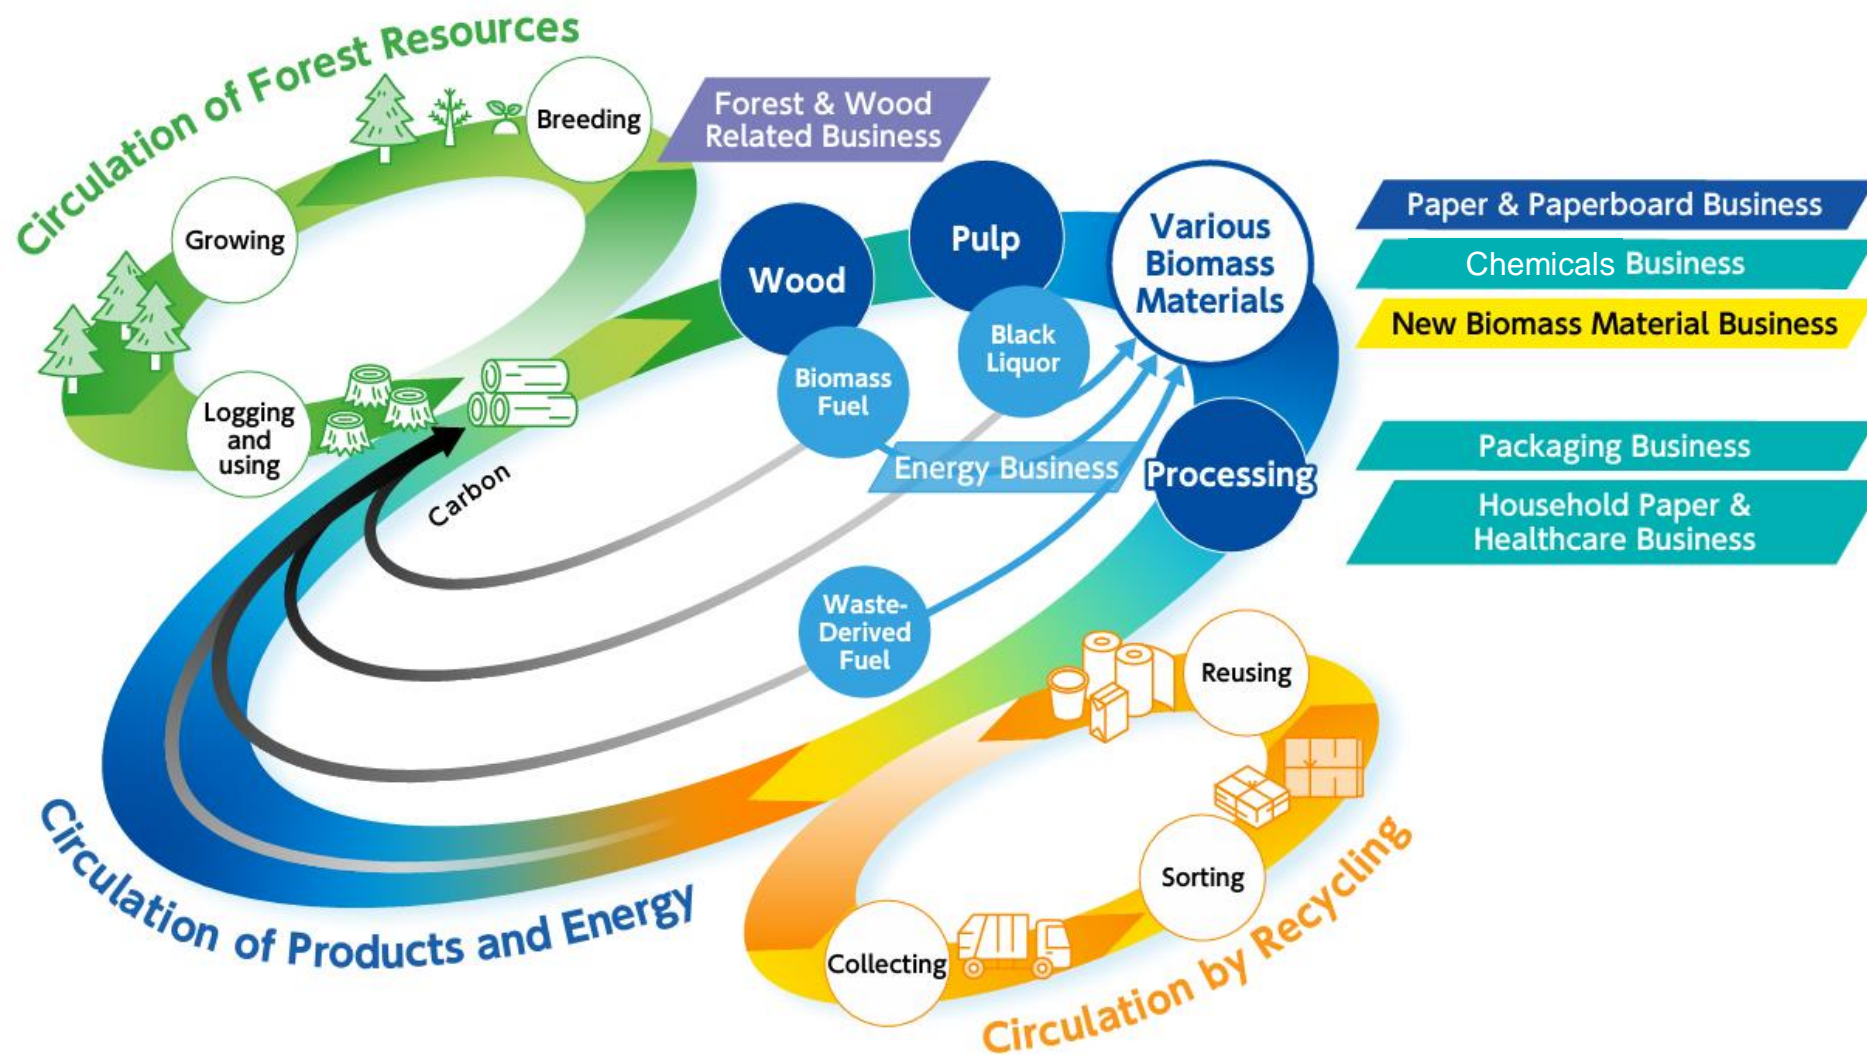 Circulation of Forest Resources
Breeding
Forest & Wood
Related Business
Growing
Logging
and
using
Carbon
Wood
Pulp
Various
Biomass
Materials
Biomass
Fuel
Black
Liquor
Energy Business
Processing
Waste-
Derived
Fuel
Paper & Paperboard Business
Chemicals Business
New Biomass Material Business
Packaging Business
Household Paper &
Healthcare Business
Reusing
Sorting
Collecting
Circulation of Products and Energy
Circulation by Recycling